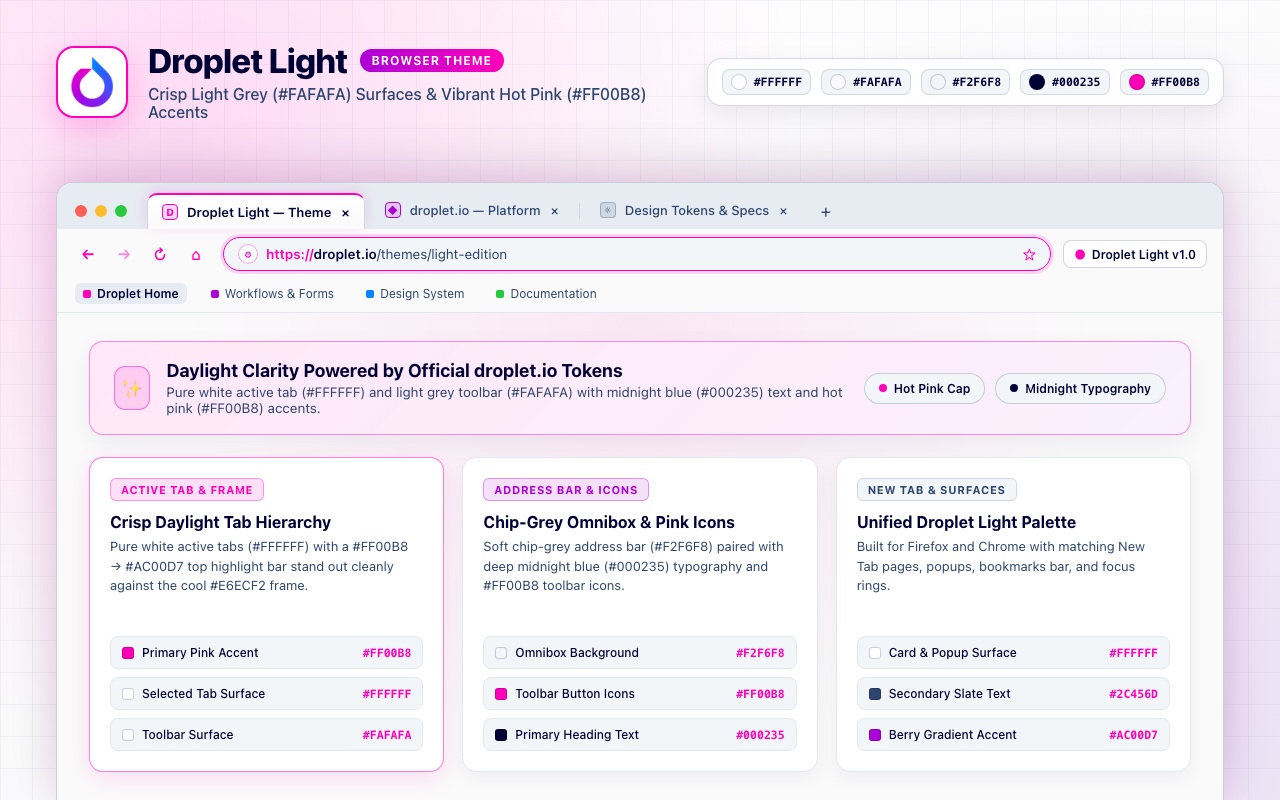 Droplet Light
BROWSER THEME
Crisp Light Grey (#FAFAFA) Surfaces & Vibrant Hot Pink (#FF00B8)
Accents
#FFFFFF
#FAFAFA
#F2F6F8
#000235
#FF00B8
D
Droplet Light — Theme ×
droplet.io — Platform ×
Design Tokens & Specs ×
+
https://droplet.io/themes/light-edition
Droplet Light v1.0
Droplet Home
Workflows & Forms
Design System
Documentation
Daylight Clarity Powered by Official droplet.io Tokens
Pure white active tab (#FFFFFF) and light grey toolbar (#FAFAFA) with midnight blue (#000235) text and hot
pink (#FF00B8) accents.
Hot Pink Cap
Midnight Typography
ACTIVE TAB & FRAME
Crisp Daylight Tab Hierarchy
Pure white active tabs (#FFFFFF) with a #FF00B8
→ #AC00D7 top highlight bar stand out cleanly
against the cool #E6ECF2 frame.
Primary Pink Accent #FF00B8
Selected Tab Surface #FFFFFF
Toolbar Surface #FAFAFA
ADDRESS BAR & ICONS
Chip-Grey Omnibox & Pink Icons
Soft chip-grey address bar (#F2F6F8) paired with
deep midnight blue (#000235) typography and
#FF00B8 toolbar icons.
Omnibox Background #F2F6F8
Toolbar Button Icons #FF00B8
Primary Heading Text #000235
NEW TAB & SURFACES
Unified Droplet Light Palette
Built for Firefox and Chrome with matching New
Tab pages, popups, bookmarks bar, and focus
rings.
Card & Popup Surface #FFFFFF
Secondary Slate Text #2C456D
Berry Gradient Accent #AC00D7